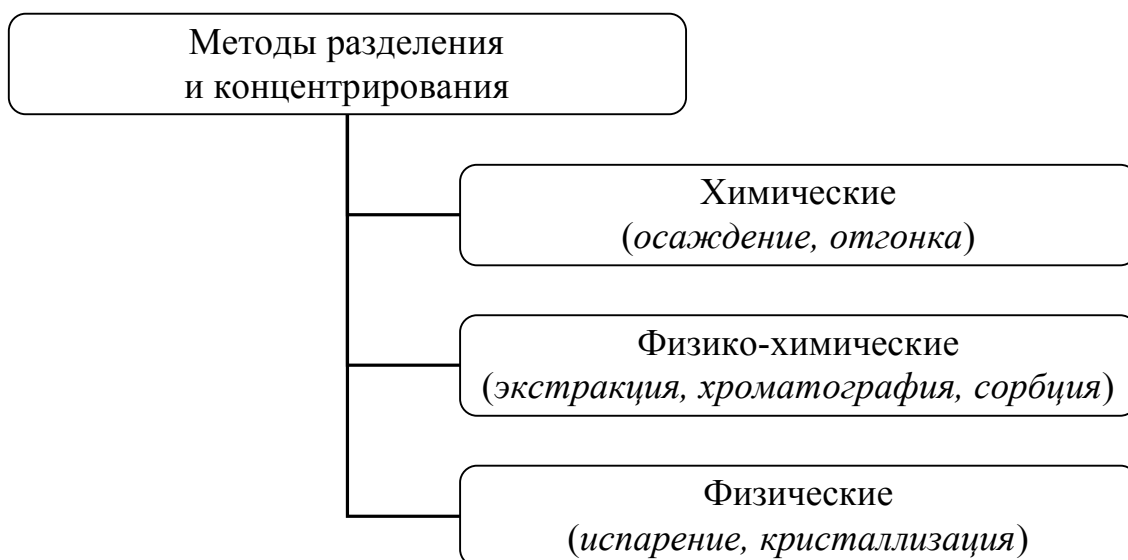 Методы разделения
и концентрирования
Химические
(осаждение, отгонка)
Физико-химические
(экстракция, хроматография, сорбция)
Физические
(испарение, кристаллизация)